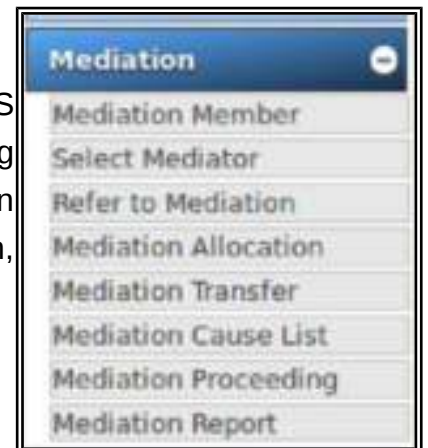 Mediation
S
Mediation Member
g
Select Mediator
n
Refer to Mediation
,
Mediation Allocation
Mediation Transfer
Mediation Cause List
Mediation Proceeding
Mediation Report